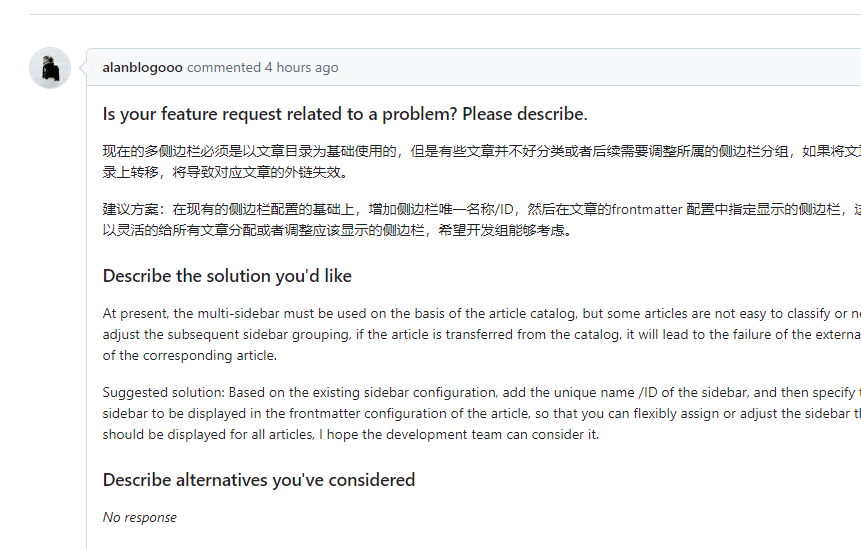 alanblogooo commented 4 hours ago
Is your feature request related to a problem? Please describe.
现在的多侧边栏必须是以文章目录为基础使用的，但是有些文章并不好分类或者后续需要调整所属的侧边栏分组，如果将文
录上转移，将导致对应文章的外链失效。
建议方案：在现有的侧边栏配置的基础上，增加侧边栏唯一名称/ID，然后在文章的frontmatter 配置中指定显示的侧边栏，
以灵活的给所有文章分配或者调整应该显示的侧边栏，希望开发组能够考虑。
Describe the solution you'd like
At present, the multi-sidebar must be used on the basis of the article catalog, but some articles are not easy to classify or
adjust the subsequent sidebar grouping, if the article is transferred from the catalog, it will lead to the failure of the
of the corresponding article.
Suggested solution: Based on the existing sidebar configuration, add the unique name /ID of the sidebar, and then specify
sidebar to be displayed in the frontmatter configuration of the article, so that you can flexibly assign or adjust the sidebar
should be displayed for all articles, I hope the development team can consider it.
Describe alternatives you've considered
No response